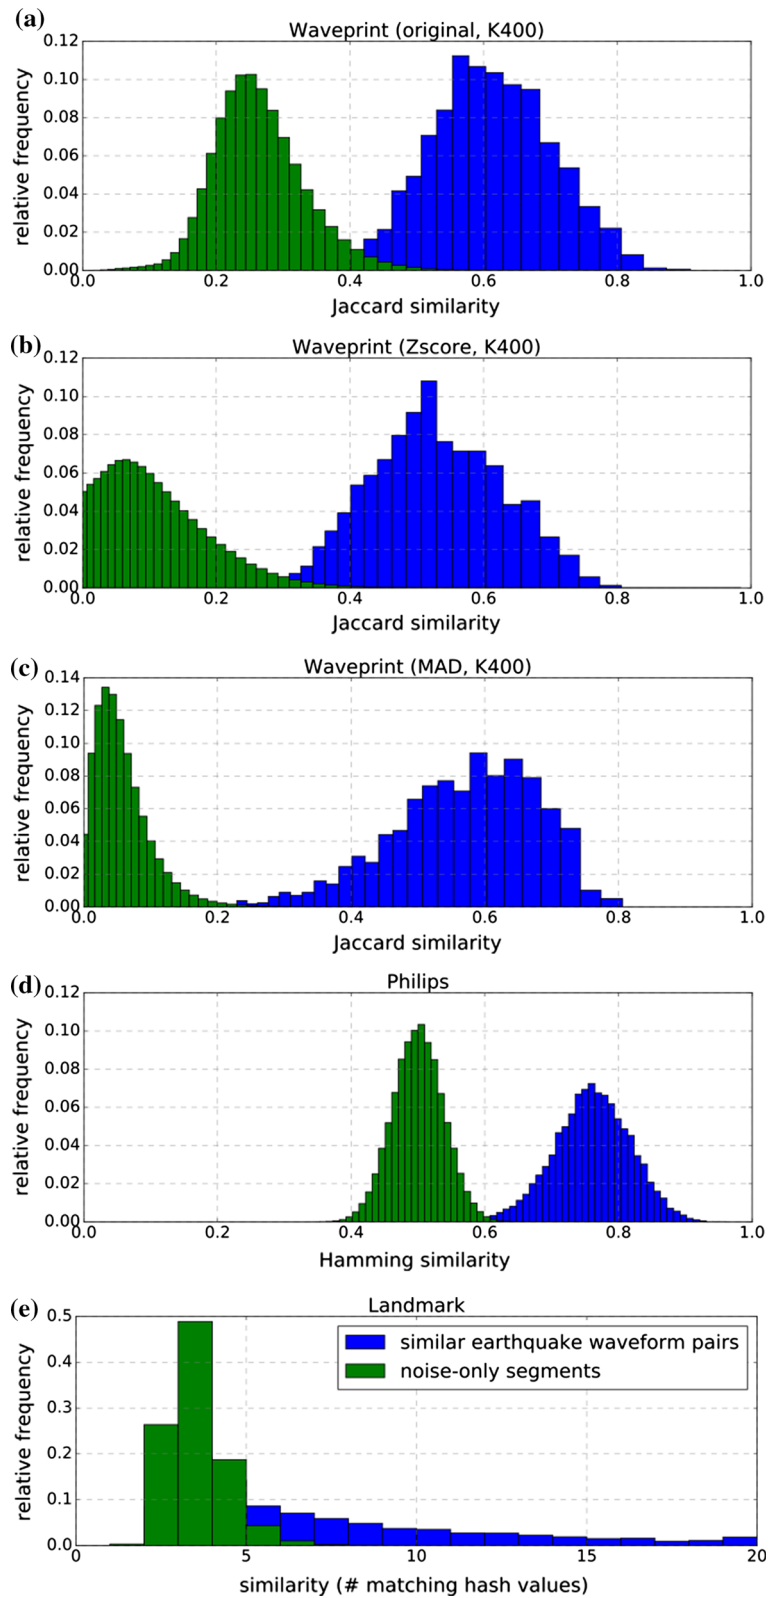 (a)
Waveprint (original, K400)
0.12
0.10
0.08
0.06
0.04
0.02
0.00
relative frequency
0.2 0.4 0.6 0.8 1.0
Jaccard similarity
(b)
Waveprint (Zscore, K400)
0.12
0.10
0.08
0.06
0.04
0.02
0.00
relative frequency
0.0 0.2 0.4 0.6 0.8 1.0
Jaccard similarity
(c)
Waveprint (MAD, K400)
0.14
0.12
0.10
0.08
0.06
0.04
0.02
0.00
relative frequency
0.0 0.2 0.4 0.6 0.8 1.0
Jaccard similarity
(d)
Philips
0.12
0.10
0.08
0.06
0.04
0.02
0.00
relative frequency
0.0 0.2 0.4 0.6 0.8 1.0
Hamming similarity
(e)
Landmark
0.5
0.4
0.3
0.2
0.1
0.0
relative frequency
similar earthquake waveform pairs
noise-only segments
0 5 10 15 20
similarity (# matching hash values)